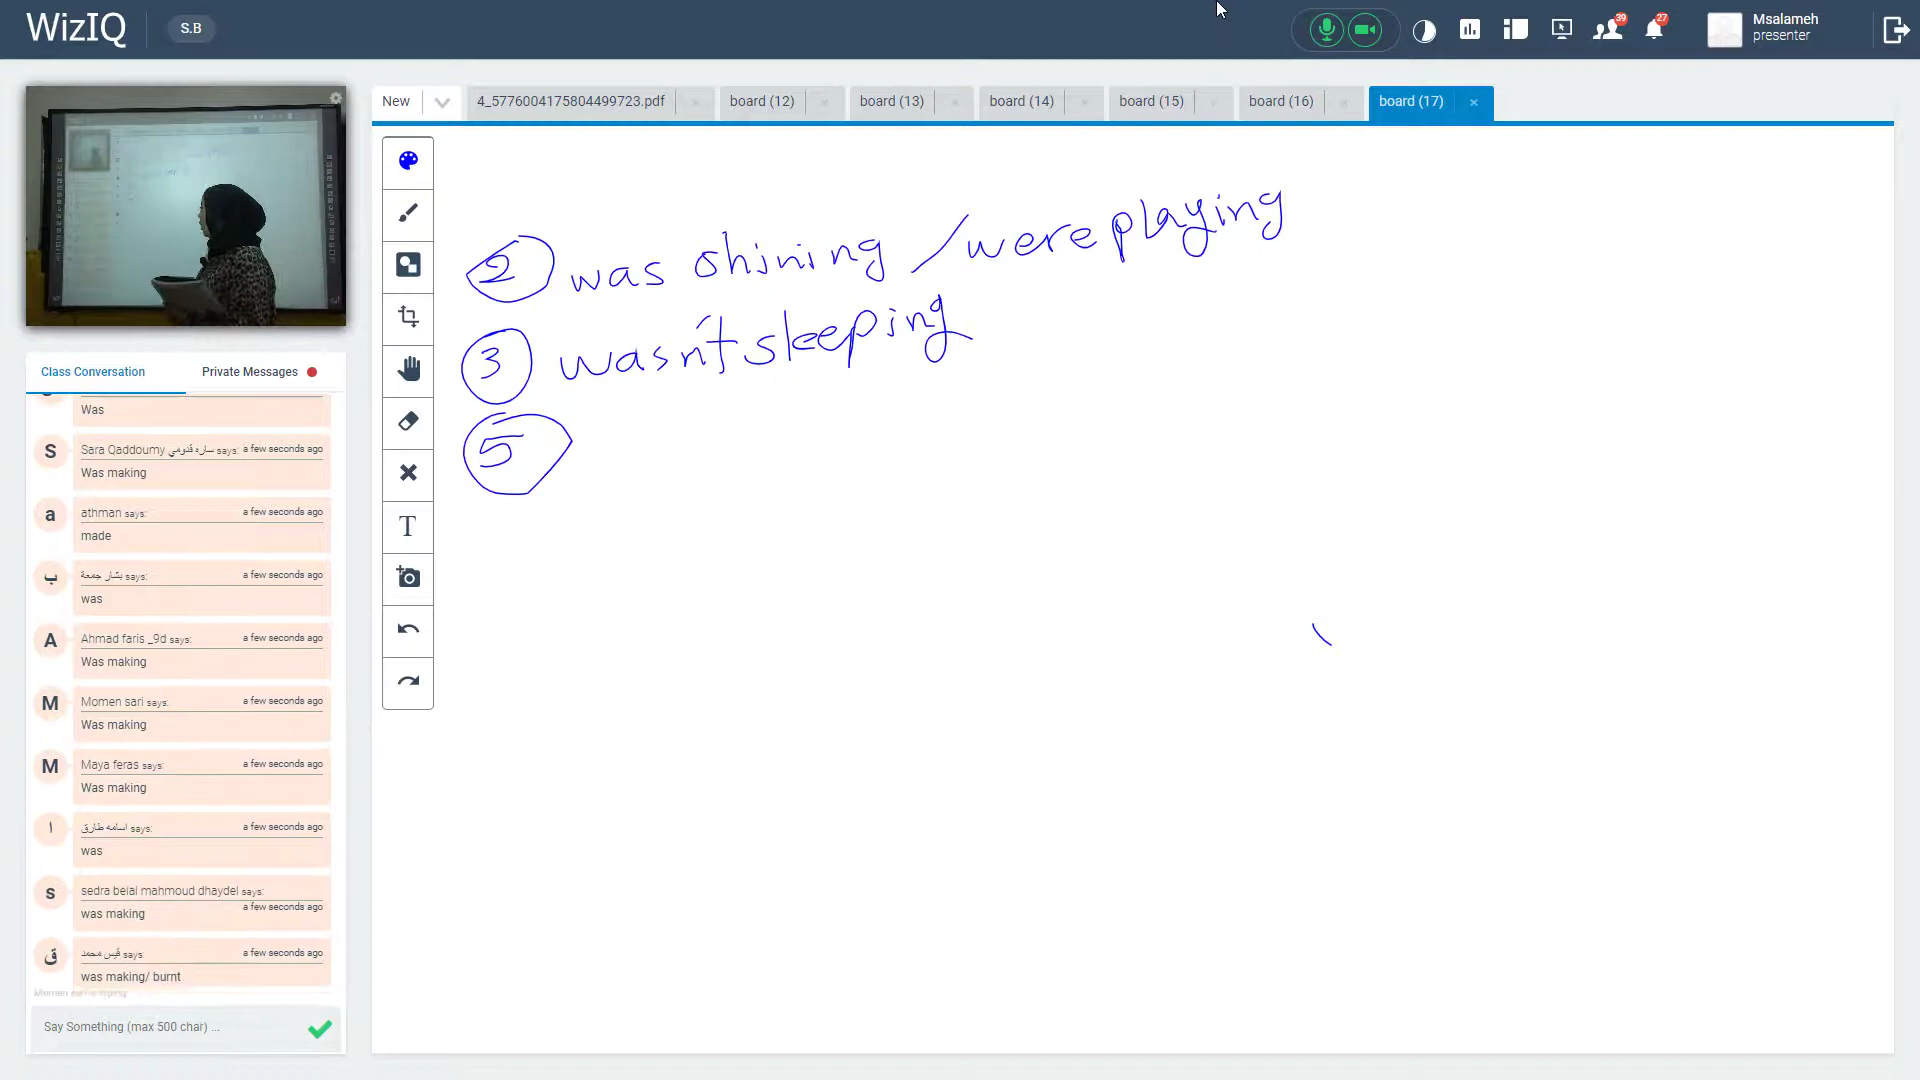 WizIQ
S.B
39
27
Msalameh
presenter
New
4_5776004175804499723.pdf
board (12)
board (13)
board (14)
board (15)
board (16)
board (17)
Class Conversation
Private Messages
Was
S
Sara Qaddoumy ساره قدومي says: a few seconds ago
Was making
a
athman says: a few seconds ago
made
ب
بشار جمعة says: a few seconds ago
was
A
Ahmad faris _9d says: a few seconds ago
Was making
M
Momen sari says: a few seconds ago
Was making
M
Maya feras says: a few seconds ago
Was making
ا
اسامه طارق says: a few seconds ago
was
s
sedra belal mahmoud dhaydel says:
a few seconds ago
was making
ق
قيس محمد says: a few seconds ago
was making/ burnt
Say Something (max 500 char) ...
T
2 was shining / were playing
3 wasn't sleeping
5